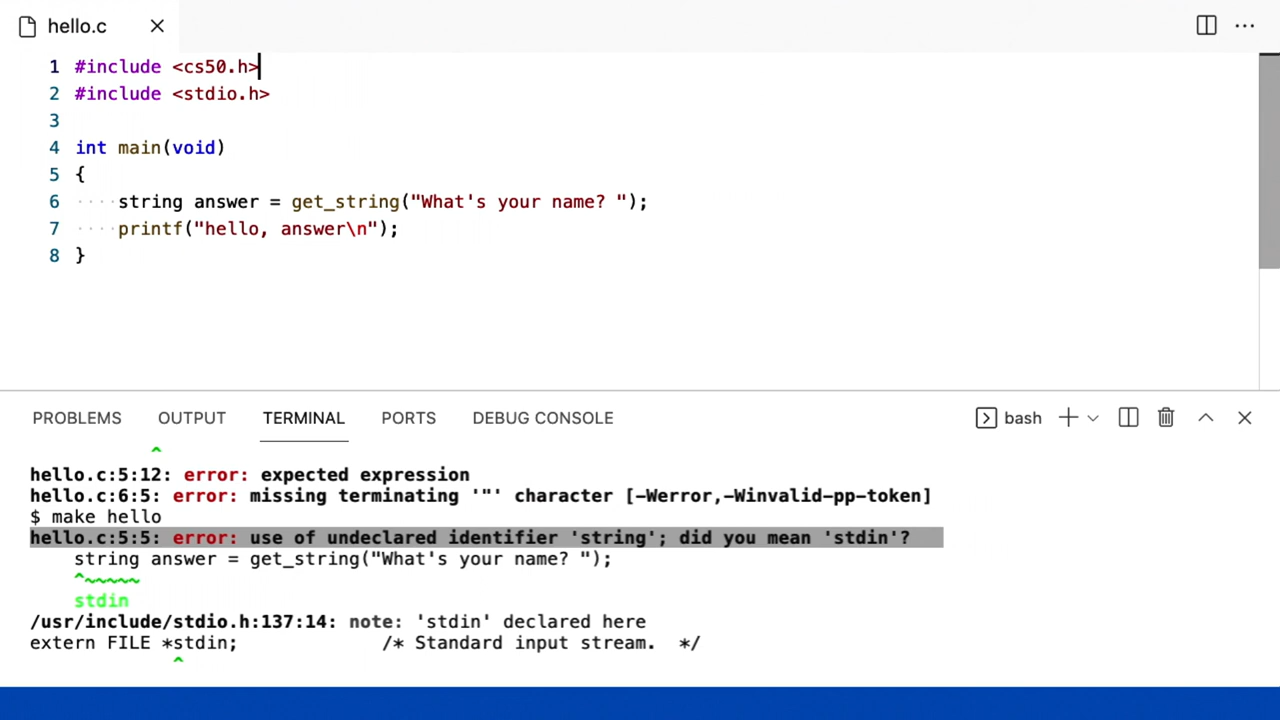 hello.c
1 #include <cs50.h>
2 #include <stdio.h>
3
4 int main(void)
5 {
6 ····string answer = get_string("What's your name? ");
7 ····printf("hello, answer\n");
8 }
PROBLEMS OUTPUT TERMINAL PORTS DEBUG CONSOLE bash
^
hello.c:5:12: error: expected expression
hello.c:6:5: error: missing terminating '"' character [-Werror,-Winvalid-pp-token]
$ make hello
hello.c:5:5: error: use of undeclared identifier 'string'; did you mean 'stdin'?
string answer = get_string("What's your name? ");
^~~~~~
stdin
/usr/include/stdio.h:137:14: note: 'stdin' declared here
extern FILE *stdin; /* Standard input stream. */
^